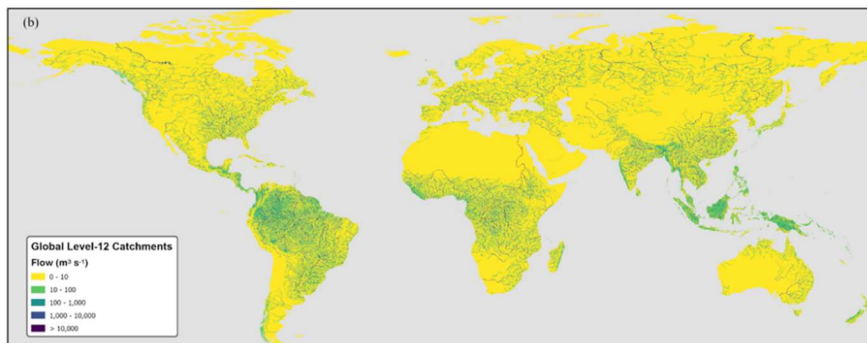 (b)
Global Level-12 Catchments
Flow (m³ s⁻¹)
0 - 10
10 - 100
100 - 1,000
1,000 - 10,000
> 10,000